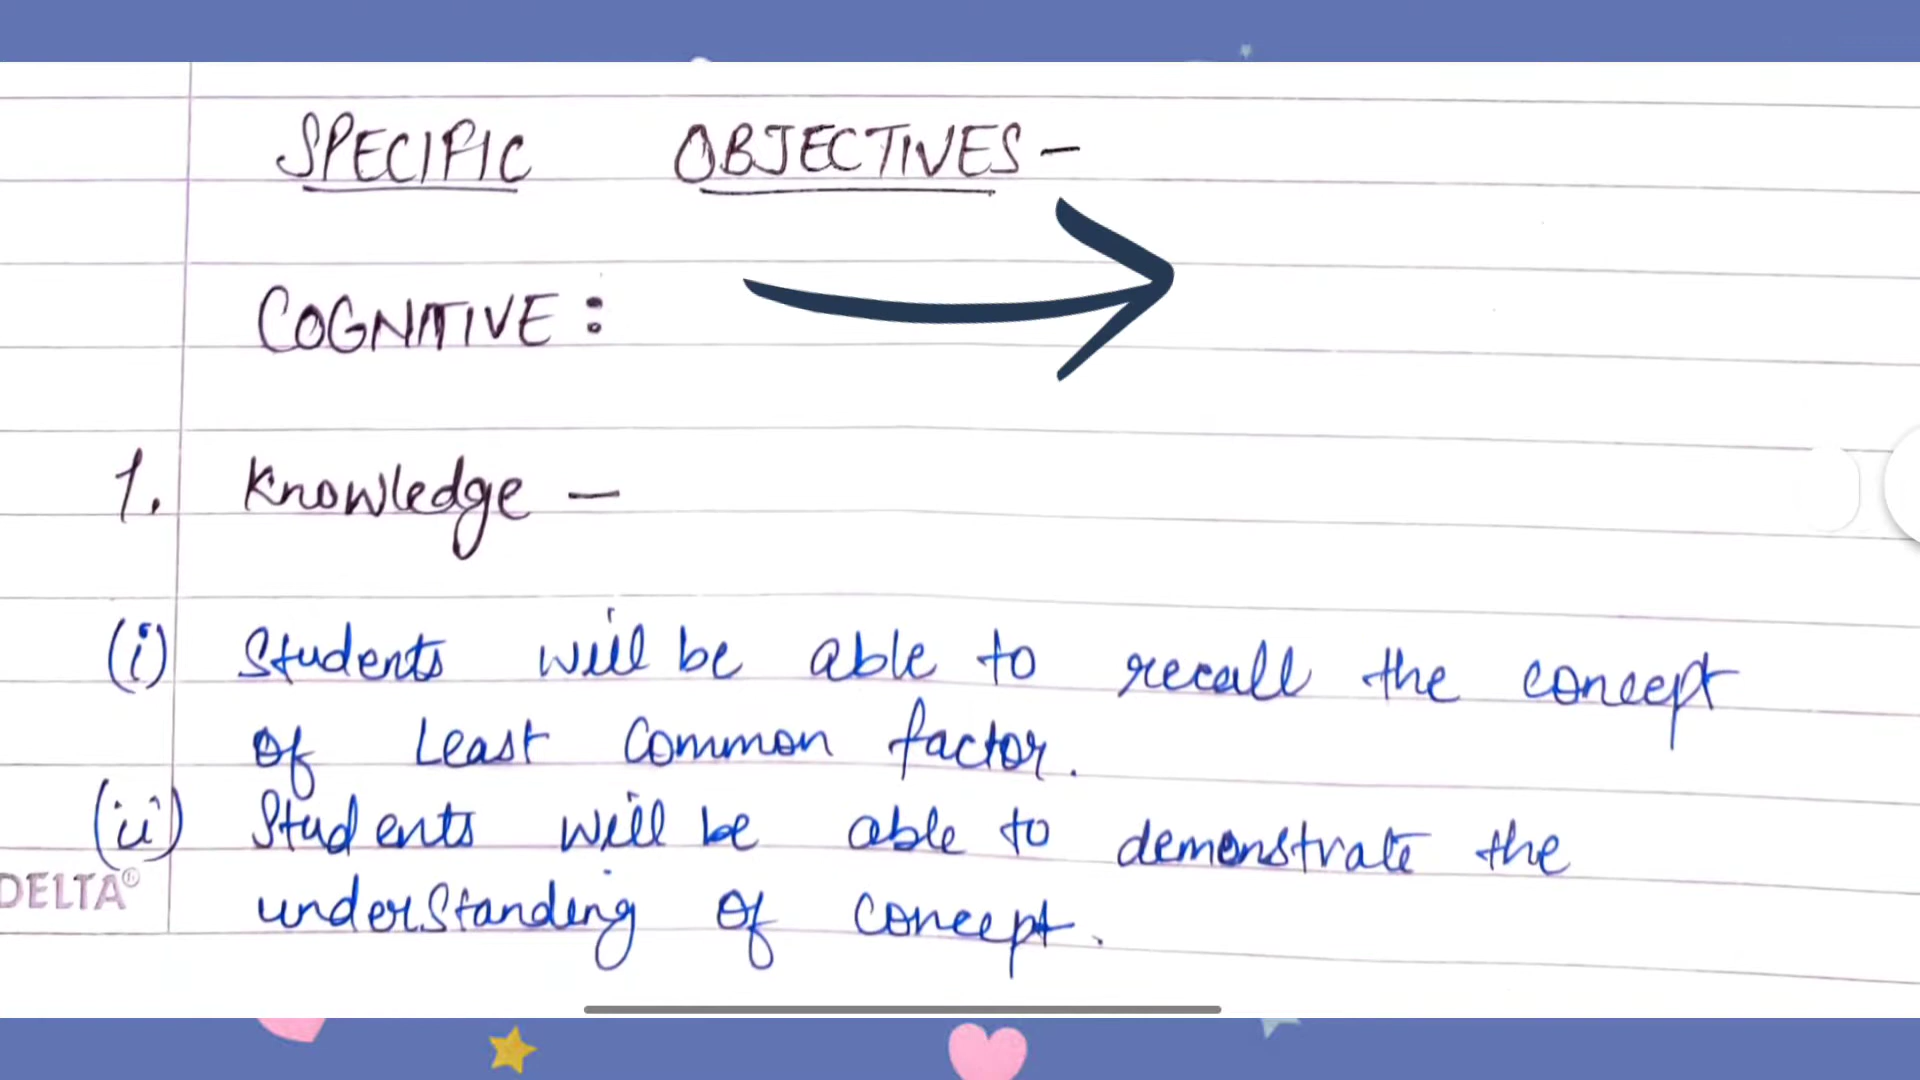 SPECIFIC OBJECTIVES -
COGNITIVE :
1. Knowledge -
(i) Students will be able to recall the concept
of Least Common factor.
(ii) Students will be able to demonstrate the
understanding of concept.
DELTA®